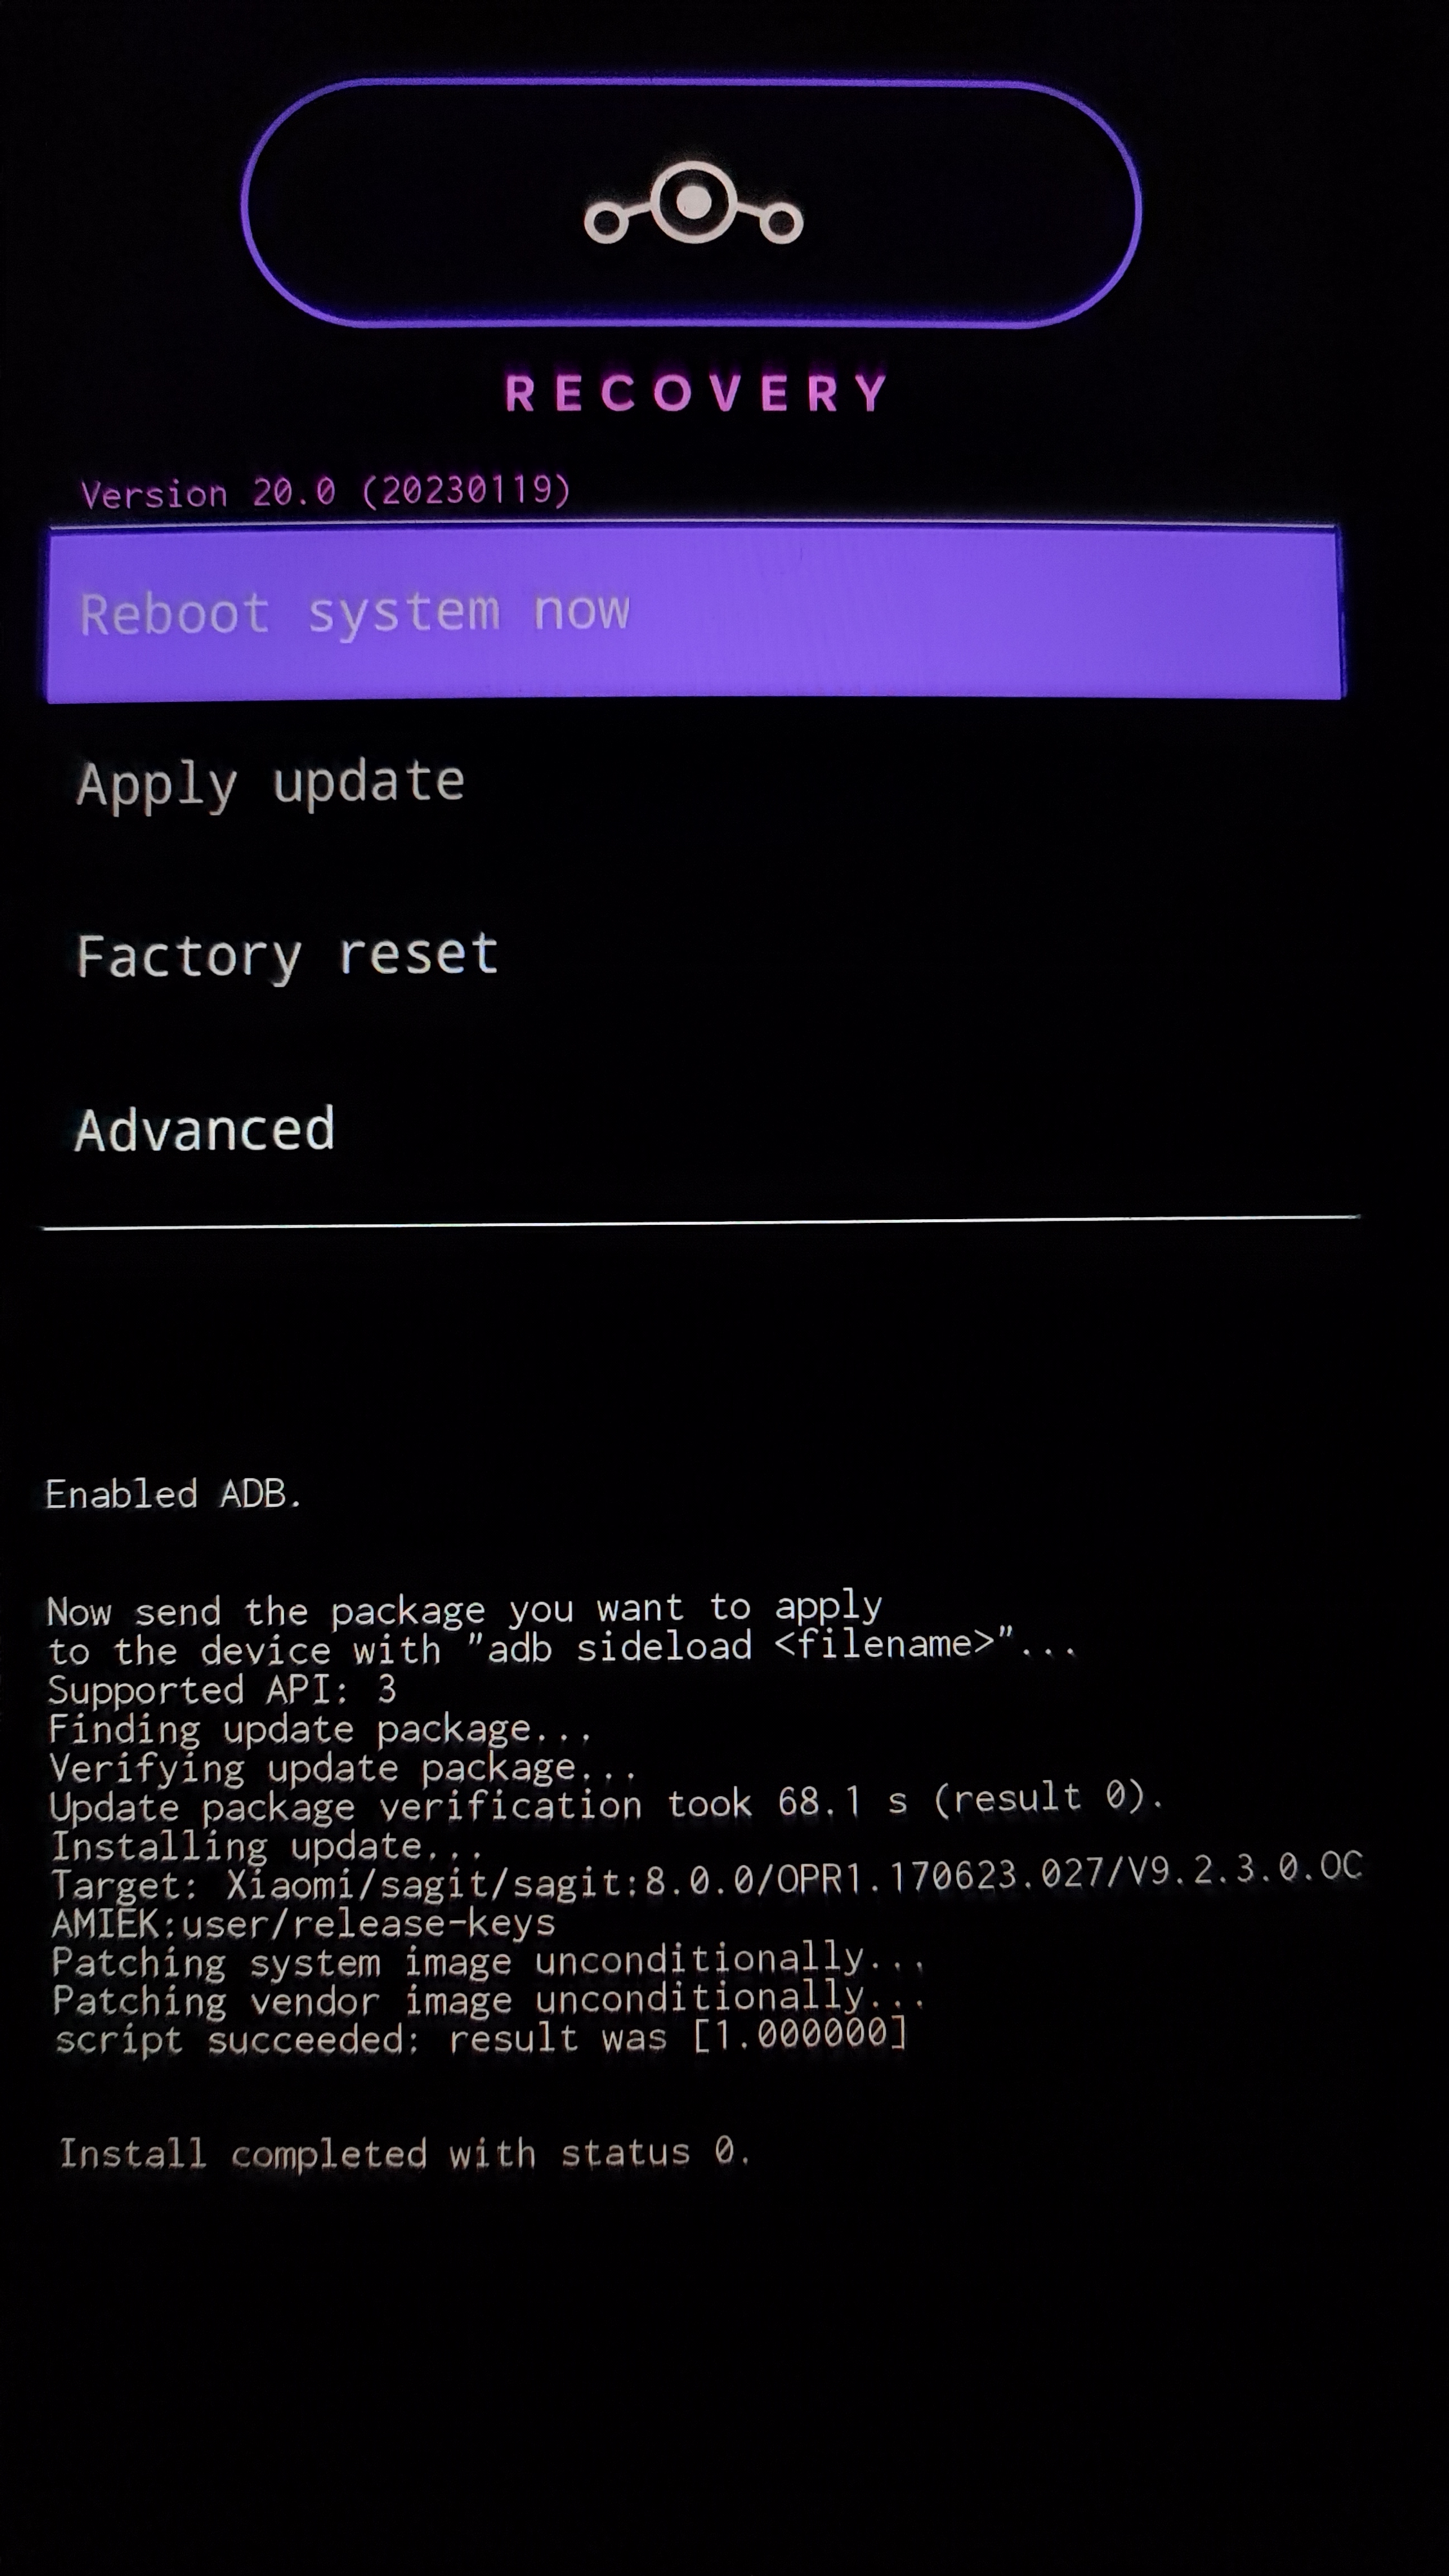 RECOVERY
Version 20.0 (20230119)
Reboot system now
Apply update
Factory reset
Advanced
Enabled ADB.
Now send the package you want to apply
to the device with "adb sideload <filename>"...
Supported API: 3
Finding update package...
Verifying update package...
Update package verification took 68.1 s (result 0).
Installing update...
Target: Xiaomi/sagit/sagit:8.0.0/OPR1.170623.027/V9.2.3.0.OC
AMIEK:user/release-keys
Patching system image unconditionally...
Patching vendor image unconditionally...
script succeeded: result was [1.000000]
Install completed with status 0.